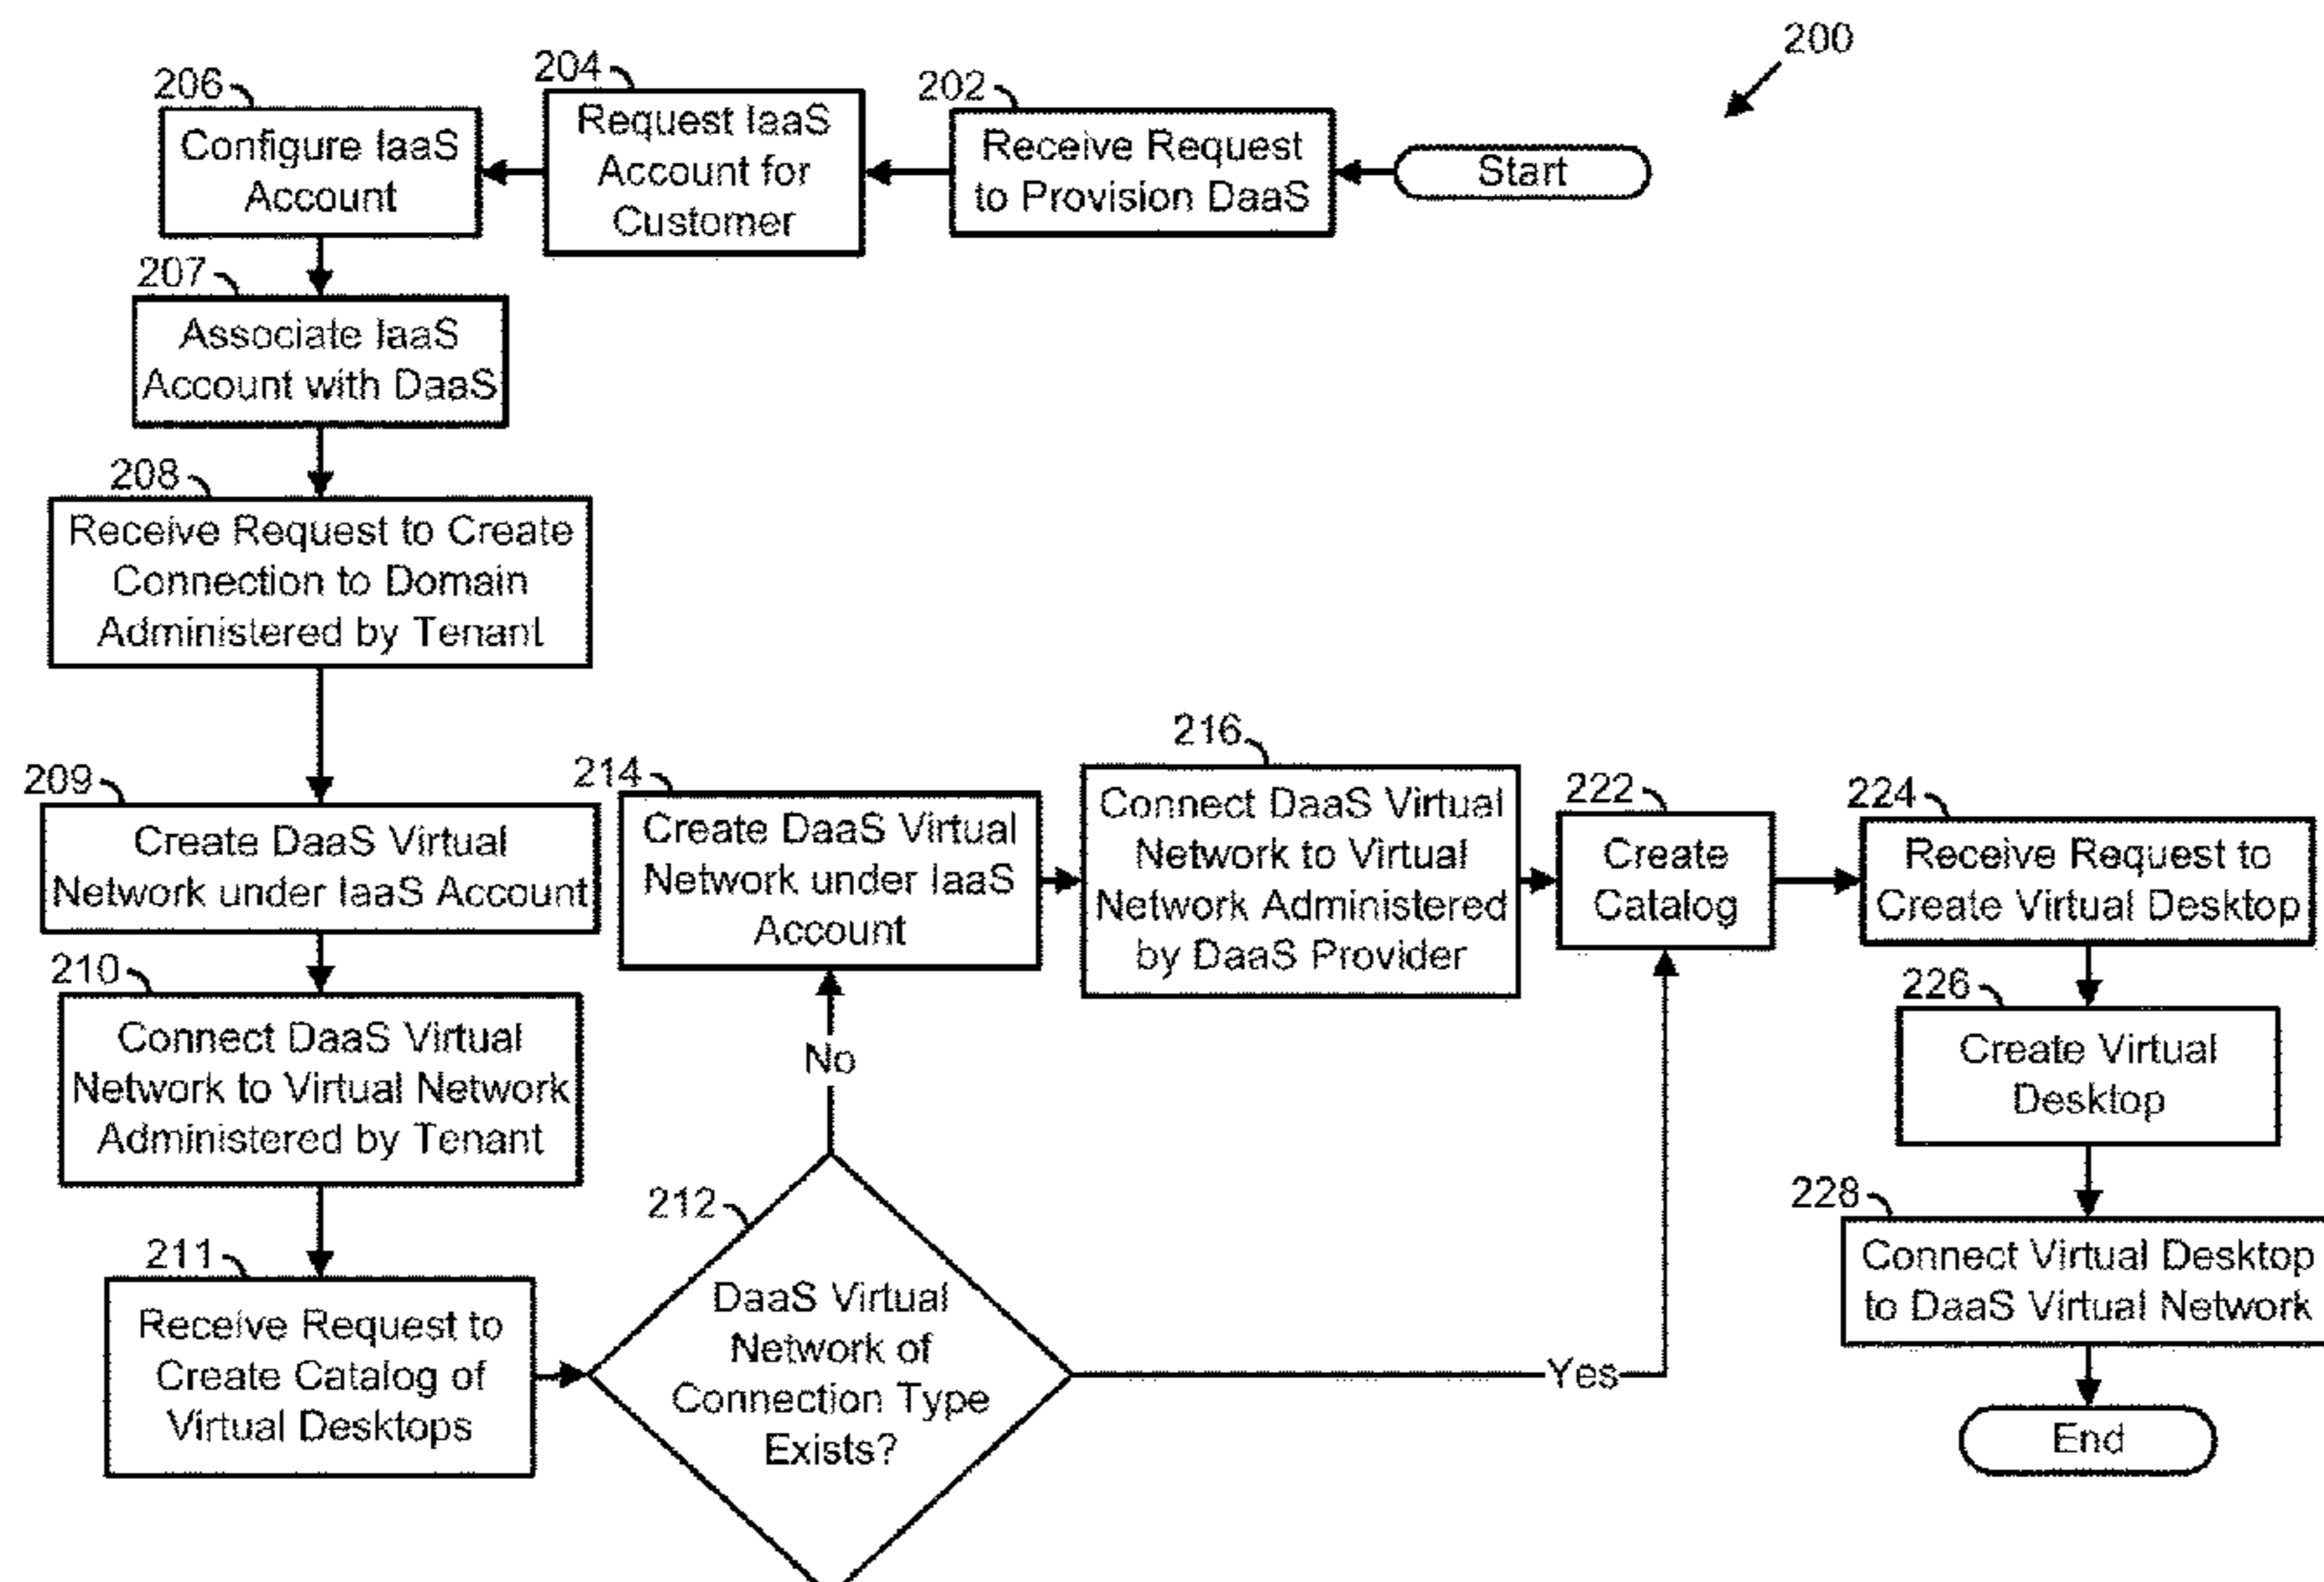 200
Start
202
Receive Request
to Provision DaaS
204
Request IaaS
Account for
Customer
206
Configure IaaS
Account
207
Associate IaaS
Account with DaaS
208
Receive Request to Create
Connection to Domain
Administered by Tenant
209
Create DaaS Virtual
Network under IaaS Account
210
Connect DaaS Virtual
Network to Virtual Network
Administered by Tenant
211
Receive Request to
Create Catalog of
Virtual Desktops
212
DaaS Virtual
Network of
Connection Type
Exists?
No
Yes
214
Create DaaS Virtual
Network under IaaS
Account
216
Connect DaaS Virtual
Network to Virtual
Network Administered
by DaaS Provider
222
Create
Catalog
224
Receive Request to
Create Virtual Desktop
226
Create Virtual
Desktop
228
Connect Virtual Desktop
to DaaS Virtual Network
End